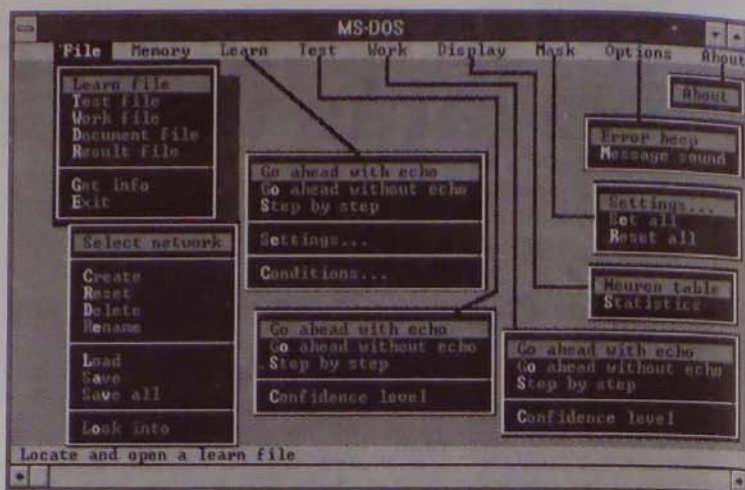 MS-DOS
File Memory Learn Test Work Display Mask Options About
Learn file
Test file
Work file
Document file
Result file
Get info
Exit
Select network
Create
Reset
Delete
Rename
Load
Save
Save all
Look into
Go ahead with echo
Go ahead without echo
Step by step
Settings...
Conditions...
Go ahead with echo
Go ahead without echo
Step by step
Confidence level
Go ahead with echo
Go ahead without echo
Step by step
Confidence level
Neuron table
Statistics
Settings...
Set all
Reset all
Error beep
Message sound
About
Locate and open a learn file